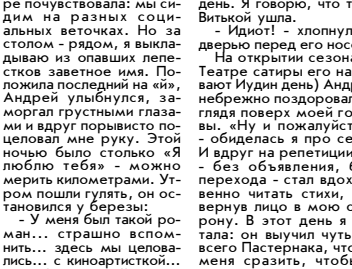 ре почувствовала: мы си-
дим на разных соци-
альных веточках. Но за
столом - рядом, я выкла-
дываю из опавших лепе-
стков заветное имя. По-
ложила последний на «й»,
Андрей улыбнулся, за-
моргал грустными глаза-
ми и вдруг порывисто по-
целовал мне руку. Этой
ночью было столько «Я
люблю тебя» - можно
мерить километрами. Ут-
ром пошли гулять, он ос-
тановился у березы:
- У меня был такой ро-
ман... страшно вспом-
нить... здесь мы целова-
лись... с киноартисткой...
день. Я говорю, что т
Витькой ушла.
- Идиот! - хлопнул
дверью перед его носо
На открытии сезона
Театре сатиры его на
вают Иудин день) Андр
небрежно поздоровал
глядя поверх моей го
вы. «Ну и пожалуйст
- обиделась я про се
И вдруг на репетиции
- без объявления, б
перехода - стал вдох
венно читать стихи,
вернув лицо в мою с
рону. В этот день я
тала: он выучил чуть
всего Пастернака, что
меня сразить, чтобы